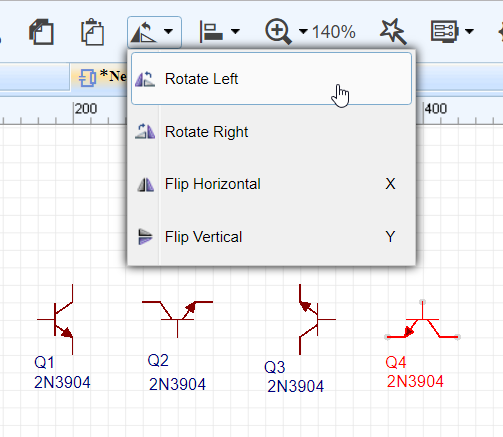 140%
*Ne
Rotate Left
200
400
Rotate Right
Flip Horizontal X
Flip Vertical Y
Q1
2N3904
Q2
2N3904
Q3
2N3904
Q4
2N3904